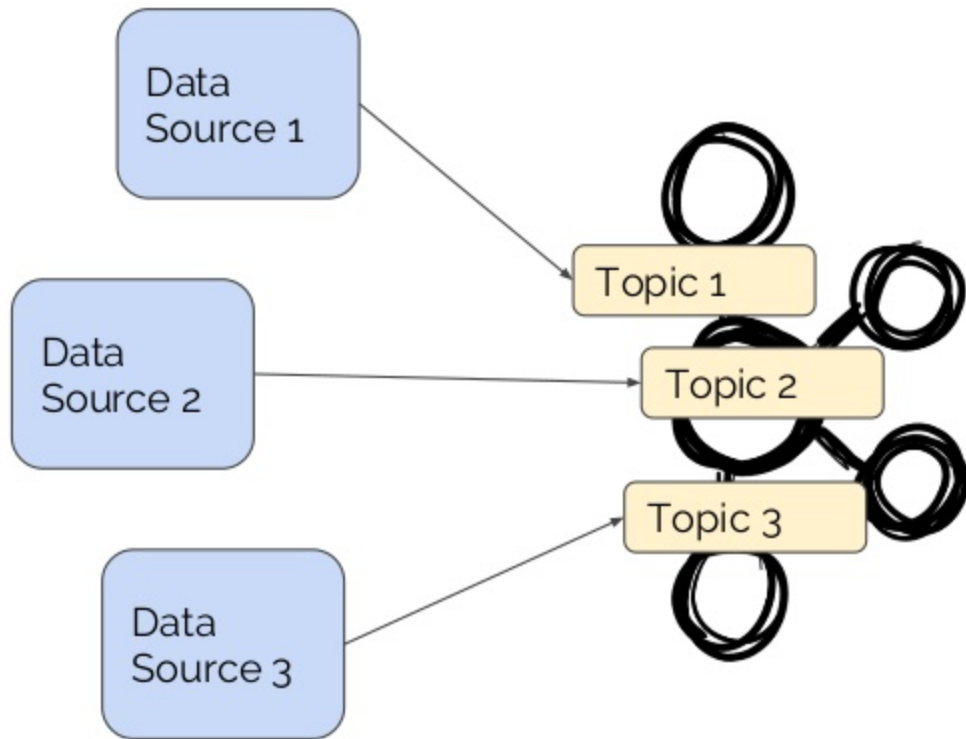 Data
Source 1
Topic 1
Data
Source 2
Topic 2
Topic 3
Data
Source 3